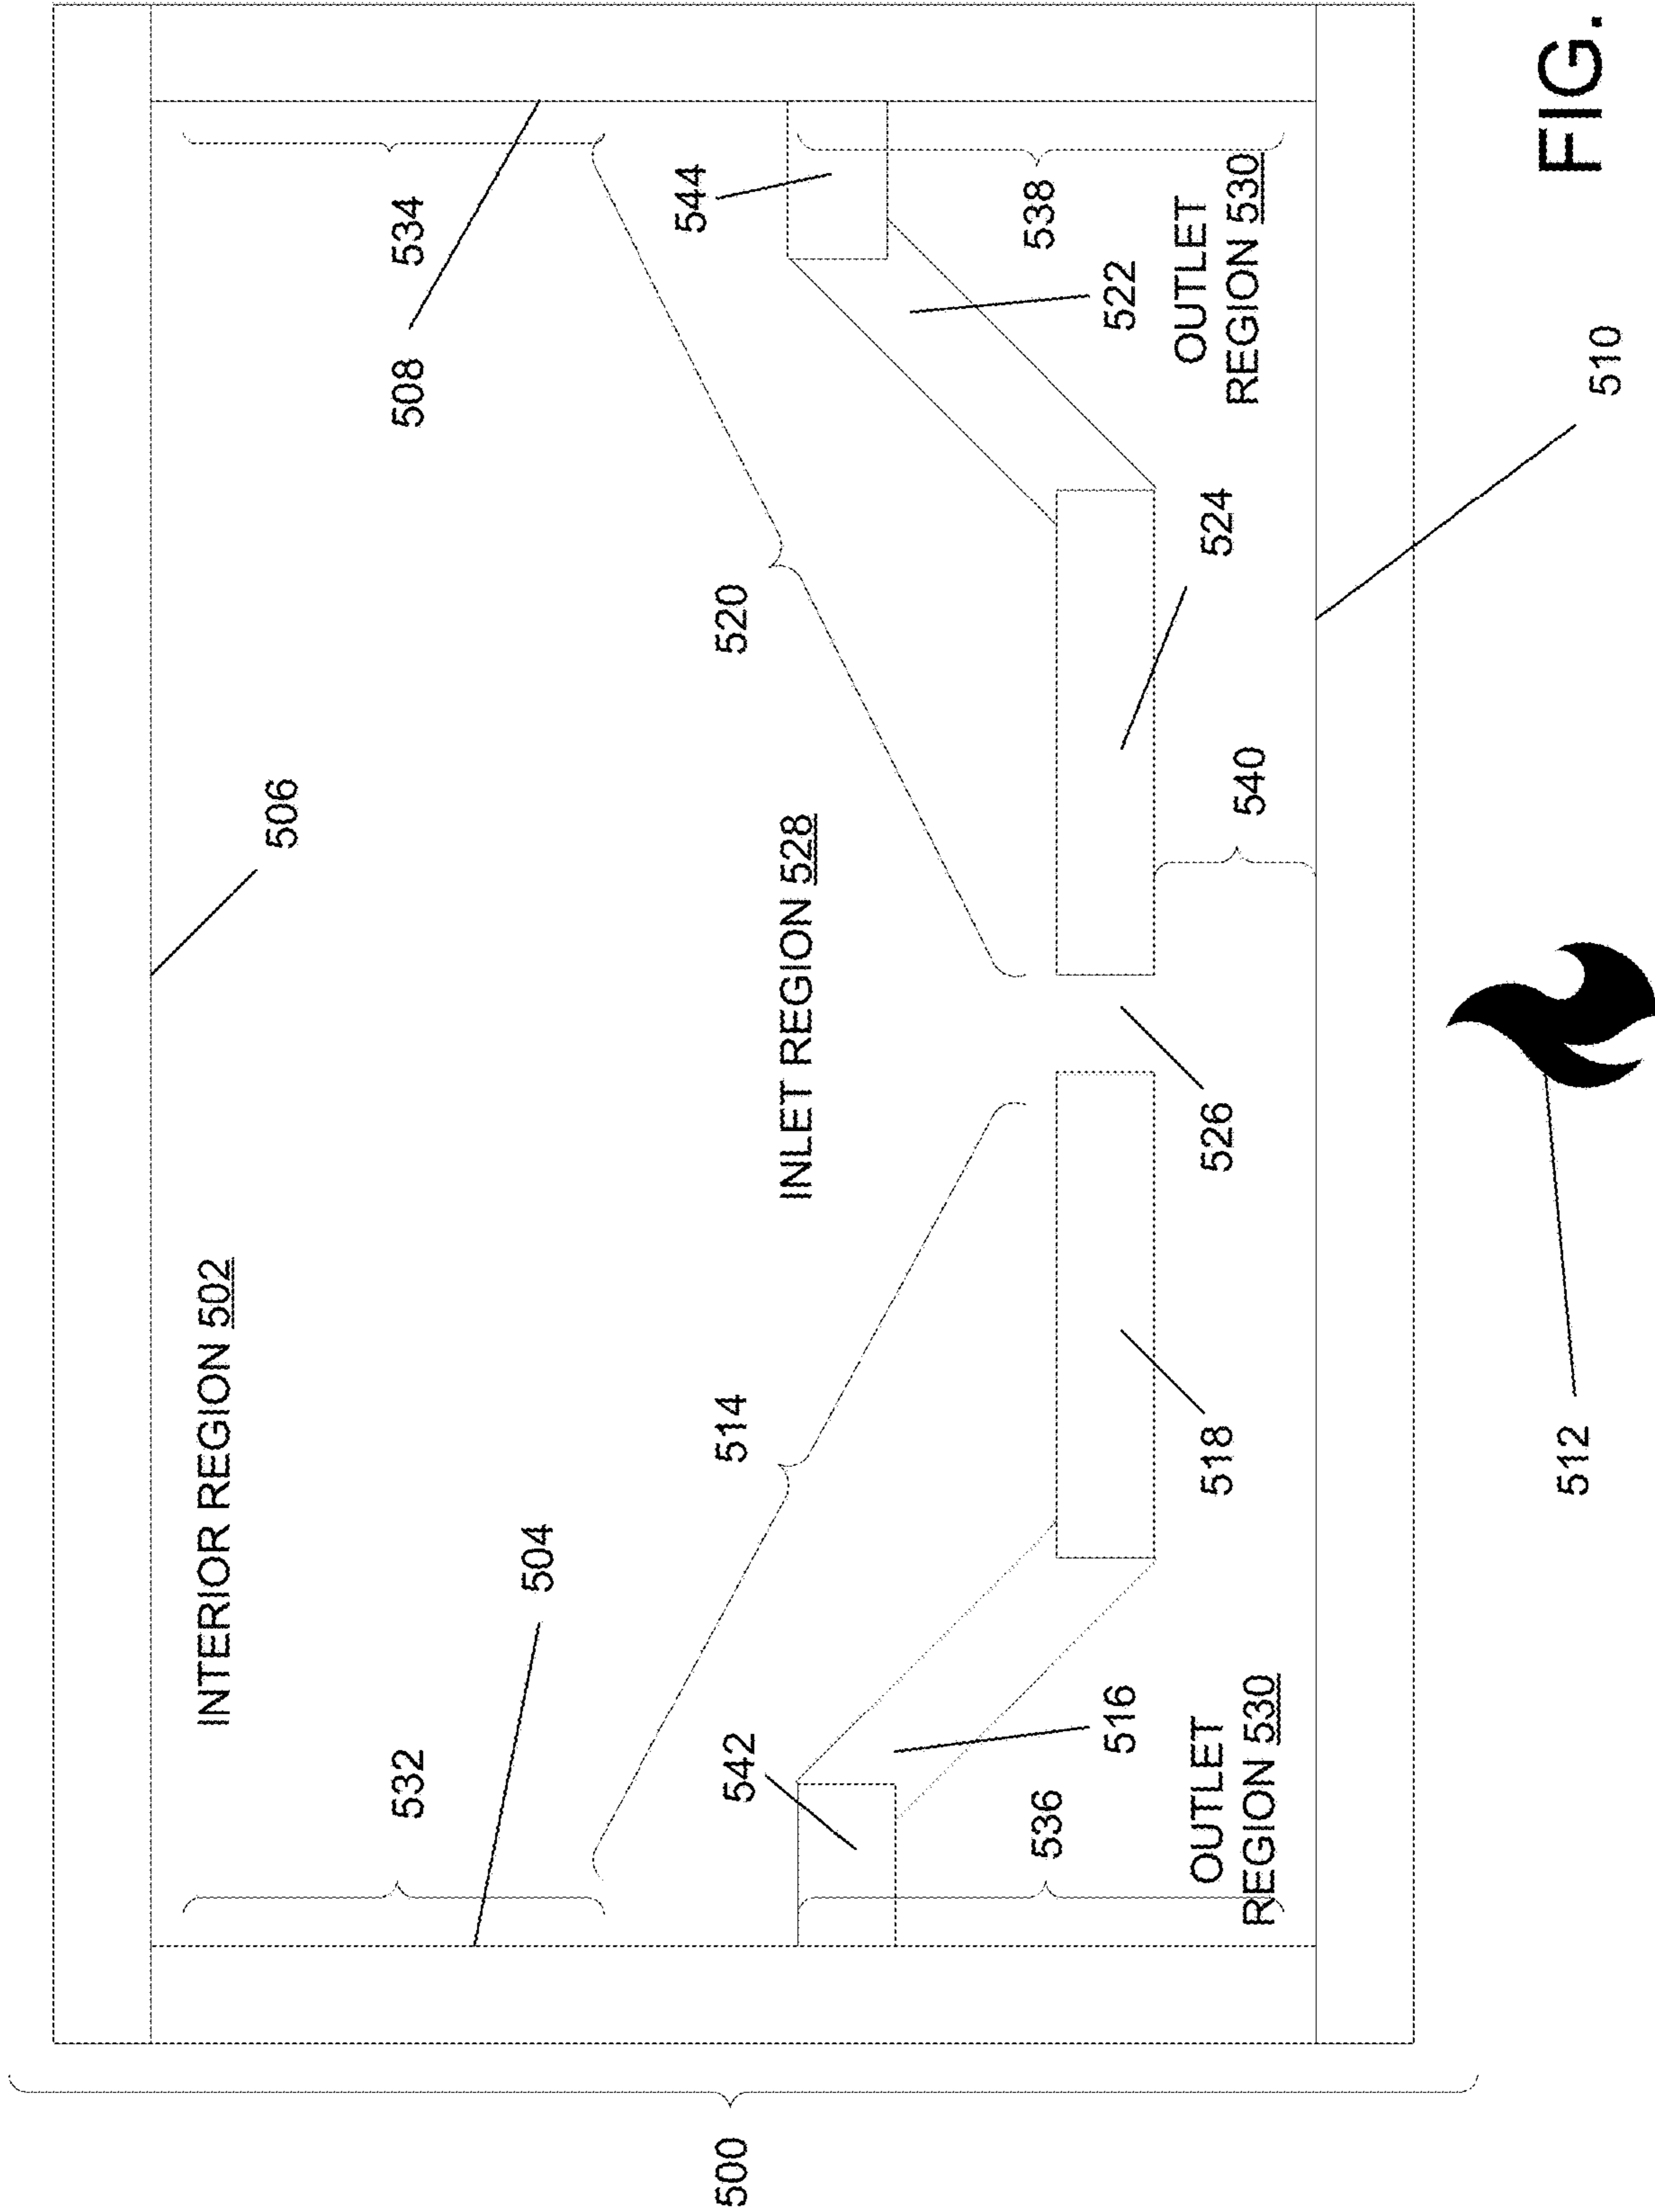 INTERIOR REGION 502
506
532
508
534
504
544
500
514
520
542
INLET REGION 528
536
538
516
522
OUTLET
REGION 530
518
526
524
540
OUTLET
REGION 530
512
510
FIG.